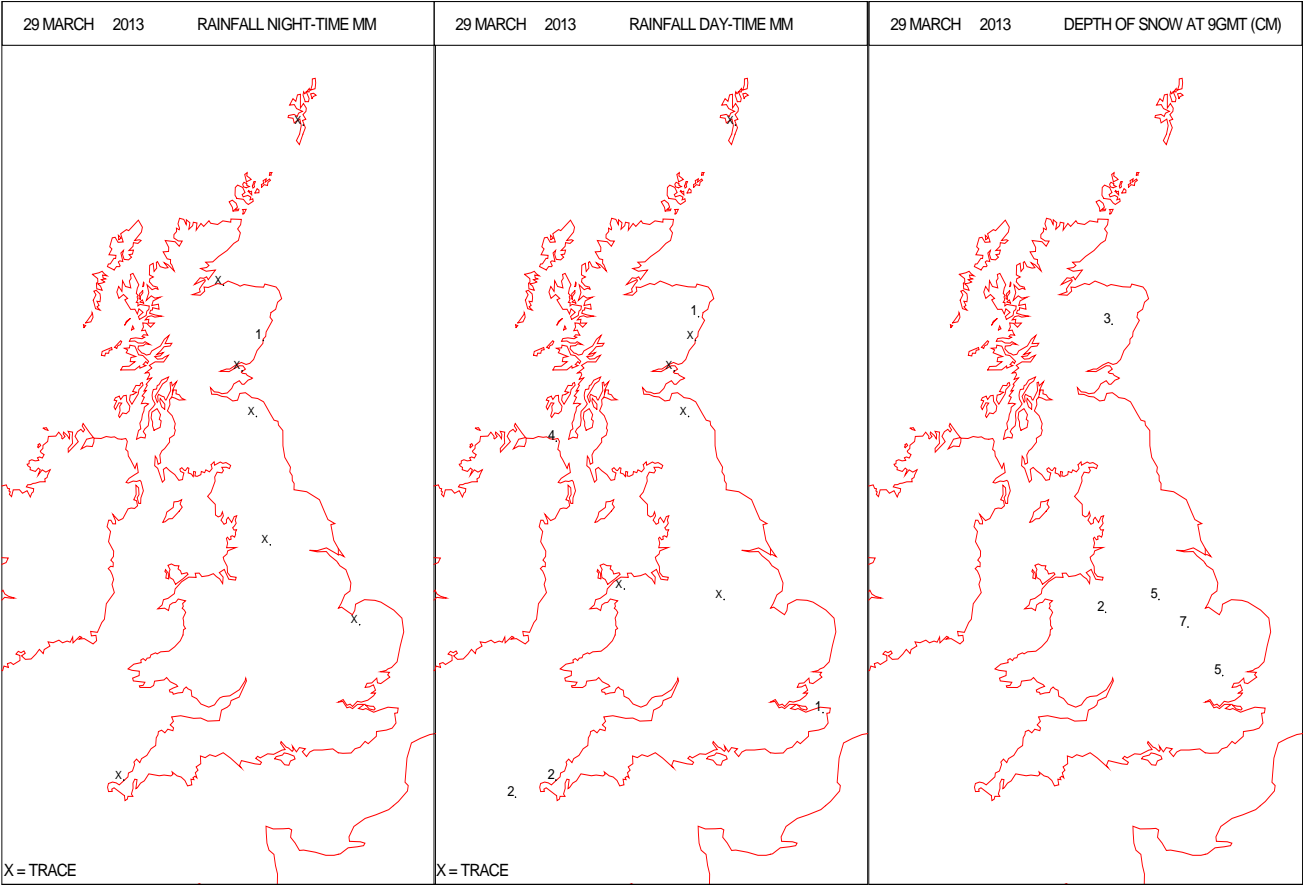 29 MARCH 2013 RAINFALL NIGHT-TIME MM
X
X.
1.
X.
X.
X.
X.
X.
X = TRACE
29 MARCH 2013 RAINFALL DAY-TIME MM
X
1.
X.
X.
X.
4.
X.
X.
1.
2.
2.
X = TRACE
29 MARCH 2013 DEPTH OF SNOW AT 9GMT (CM)
3.
5.
2.
7.
5.